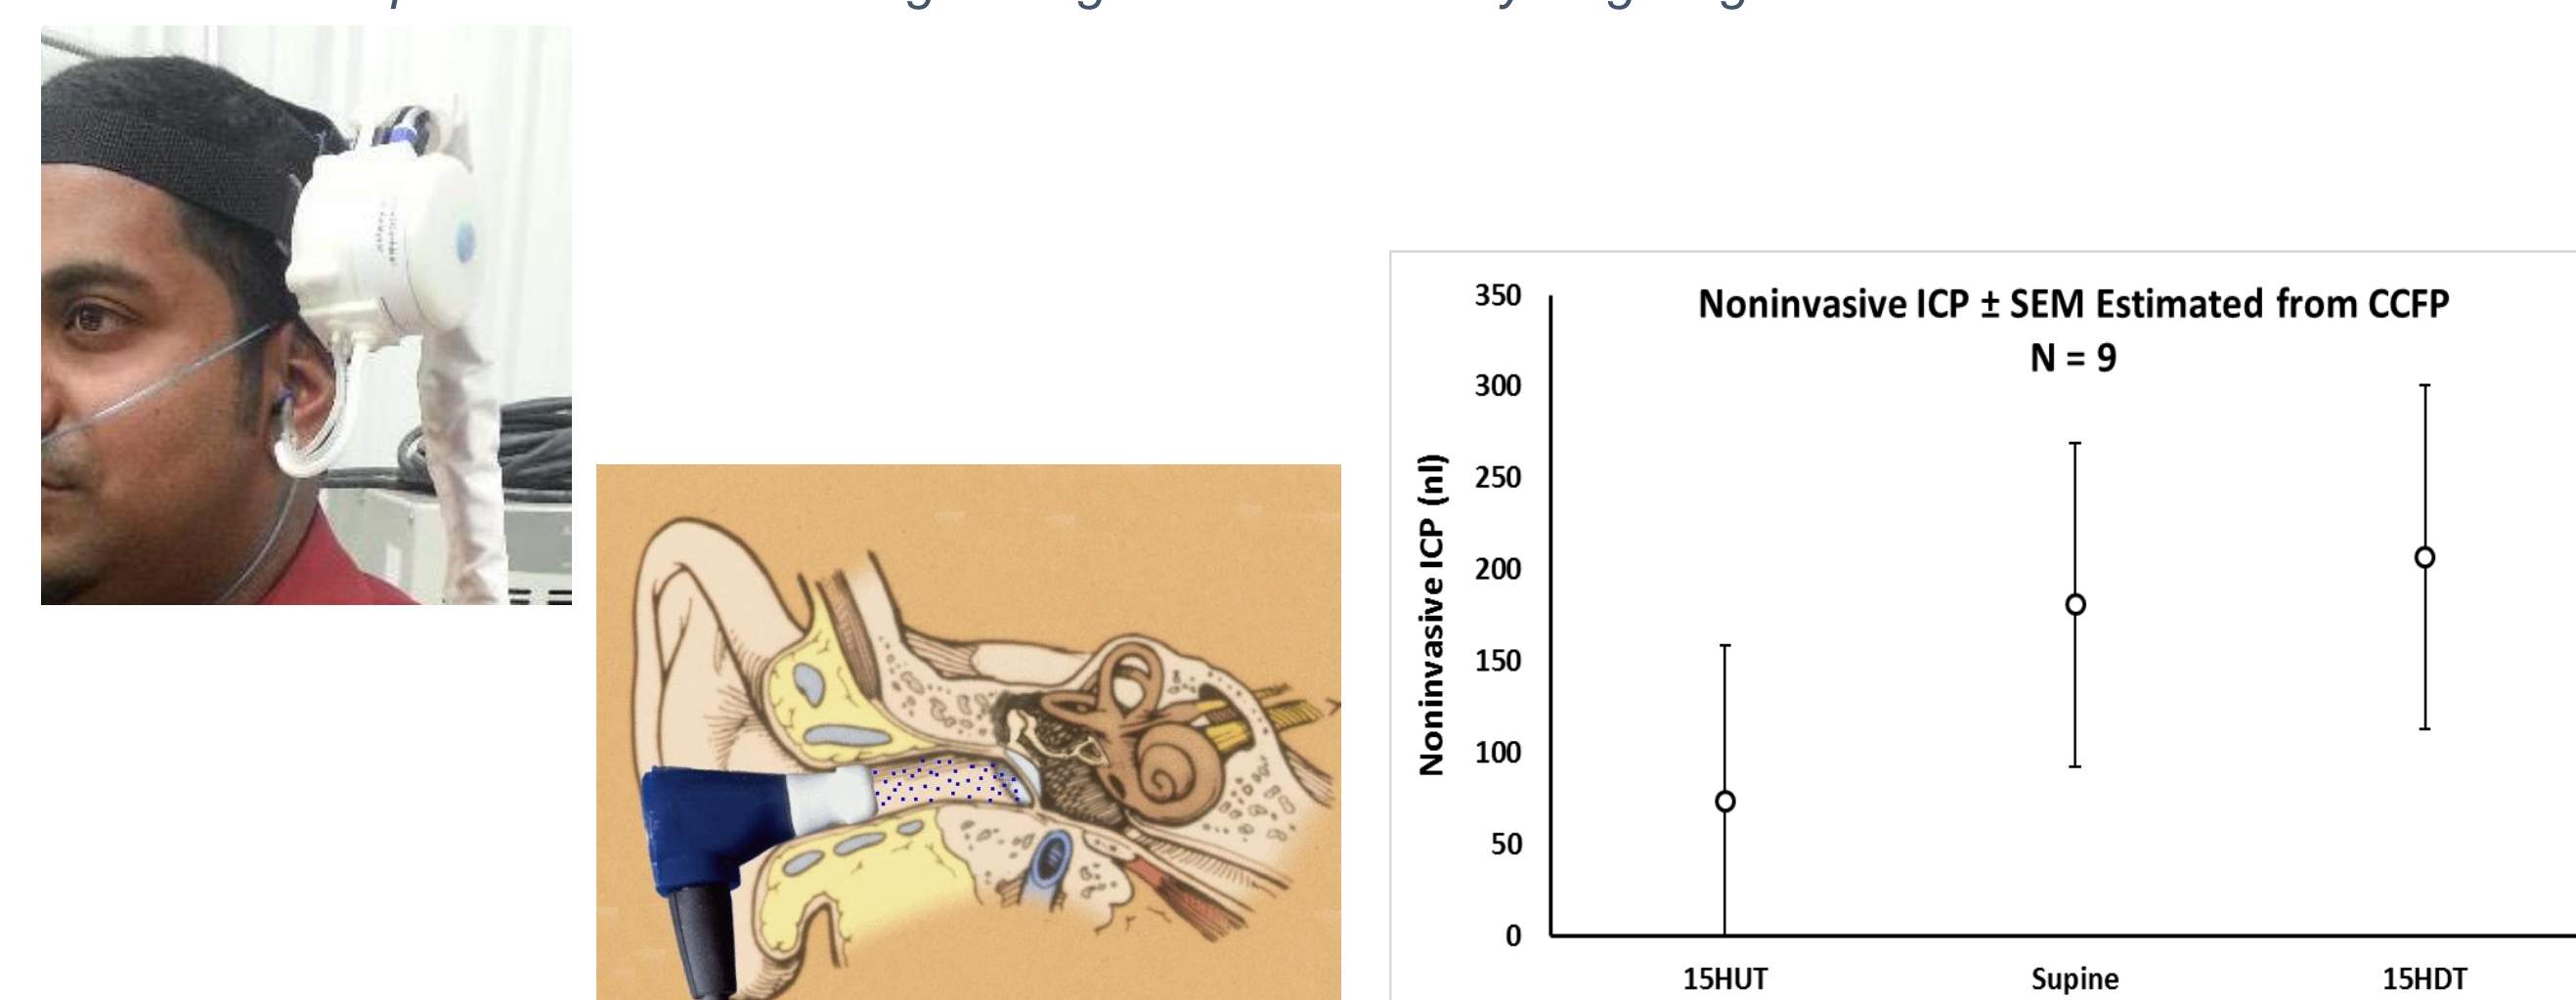 Noninvasive ICP ± SEM Estimated from CCFP
N = 9
Noninvasive ICP (nl)
350
300
250
200
150
100
50
0
15HUT
Supine
15HDT